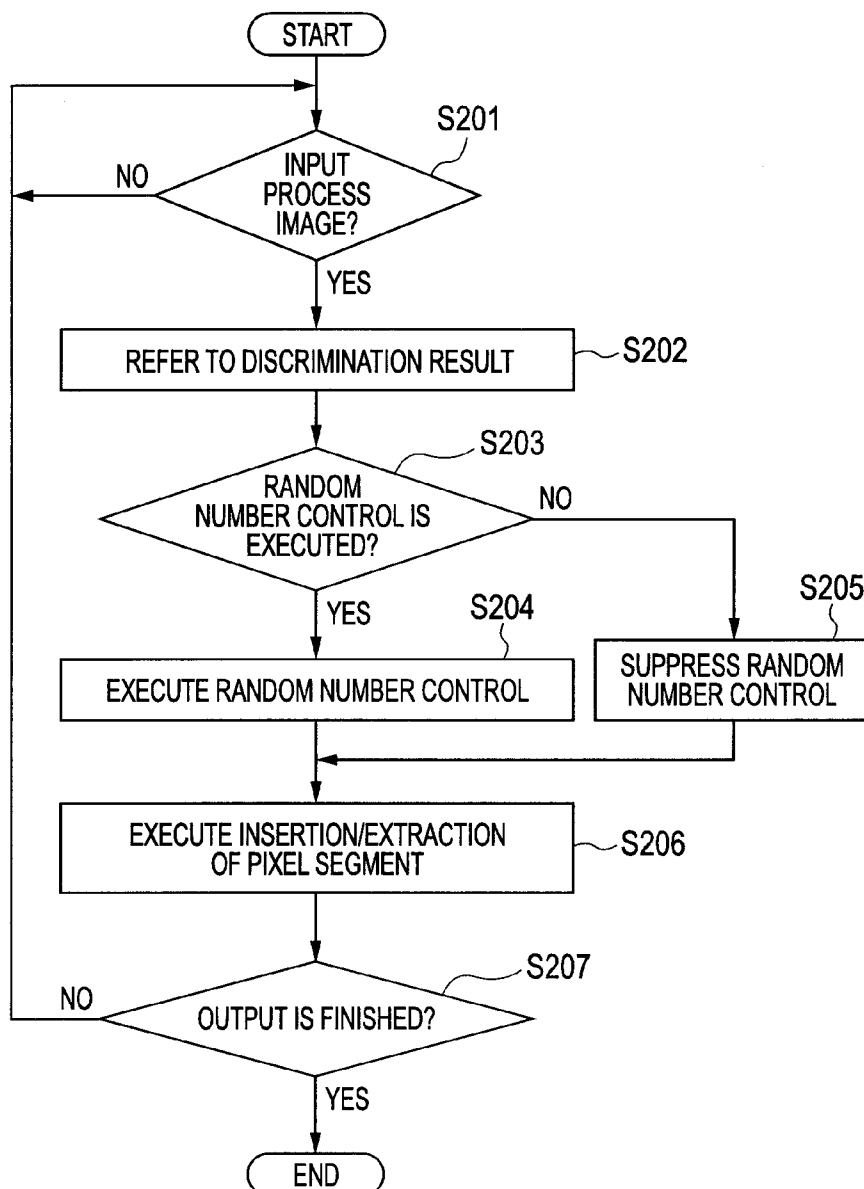 START
S201
INPUT
PROCESS
IMAGE?
NO
YES
REFER TO DISCRIMINATION RESULT
S202
S203
RANDOM
NUMBER CONTROL IS
EXECUTED?
NO
YES
S204
S205
EXECUTE RANDOM NUMBER CONTROL
SUPPRESS RANDOM
NUMBER CONTROL
EXECUTE INSERTION/EXTRACTION
OF PIXEL SEGMENT
S206
S207
NO
OUTPUT IS FINISHED?
YES
END